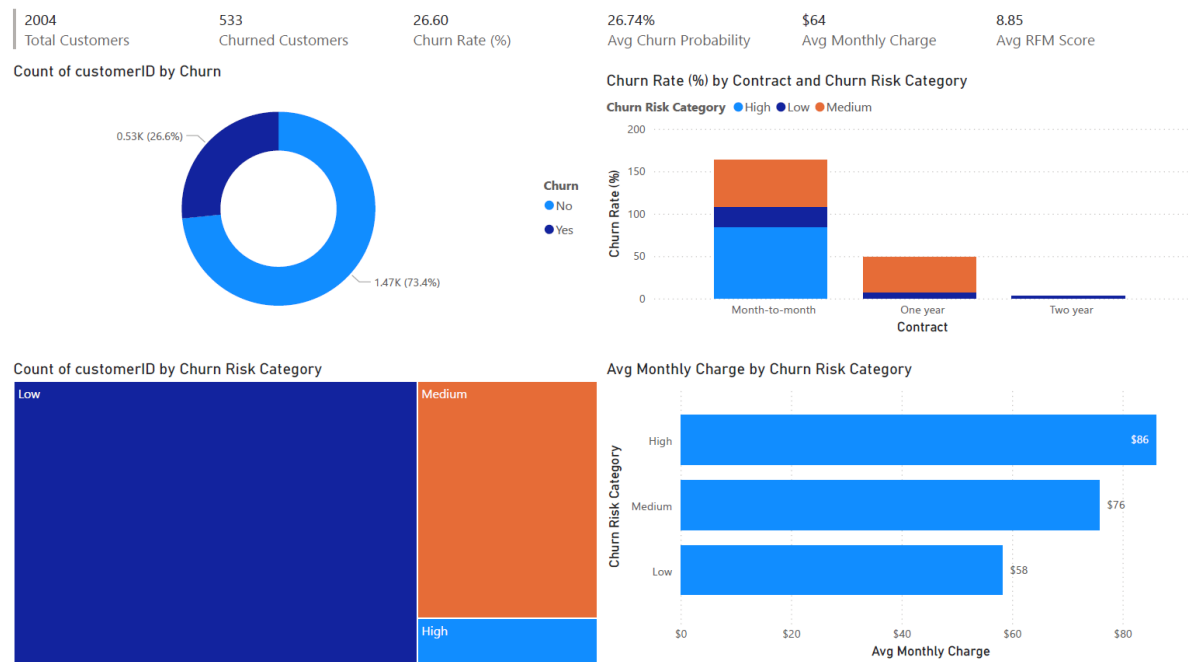 2004
Total Customers
533
Churned Customers
26.60
Churn Rate (%)
26.74%
Avg Churn Probability
$64
Avg Monthly Charge
8.85
Avg RFM Score
Count of customerID by Churn
0.53K (26.6%)
1.47K (73.4%)
Churn
No
Yes
Churn Rate (%) by Contract and Churn Risk Category
Churn Risk Category High Low Medium
200
150
100
50
0
Churn Rate (%)
Month-to-month
One year
Two year
Contract
Count of customerID by Churn Risk Category
Low
Medium
High
Avg Monthly Charge by Churn Risk Category
Churn Risk Category
High
$86
Medium
$76
Low
$58
$0
$20
$40
$60
$80
Avg Monthly Charge